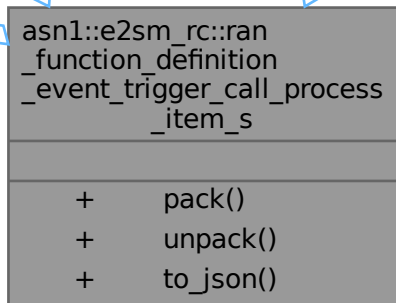 asn1::e2sm_rc::ran
_function_definition
_event_trigger_call_process
_item_s
+ pack()
+ unpack()
+ to_json()